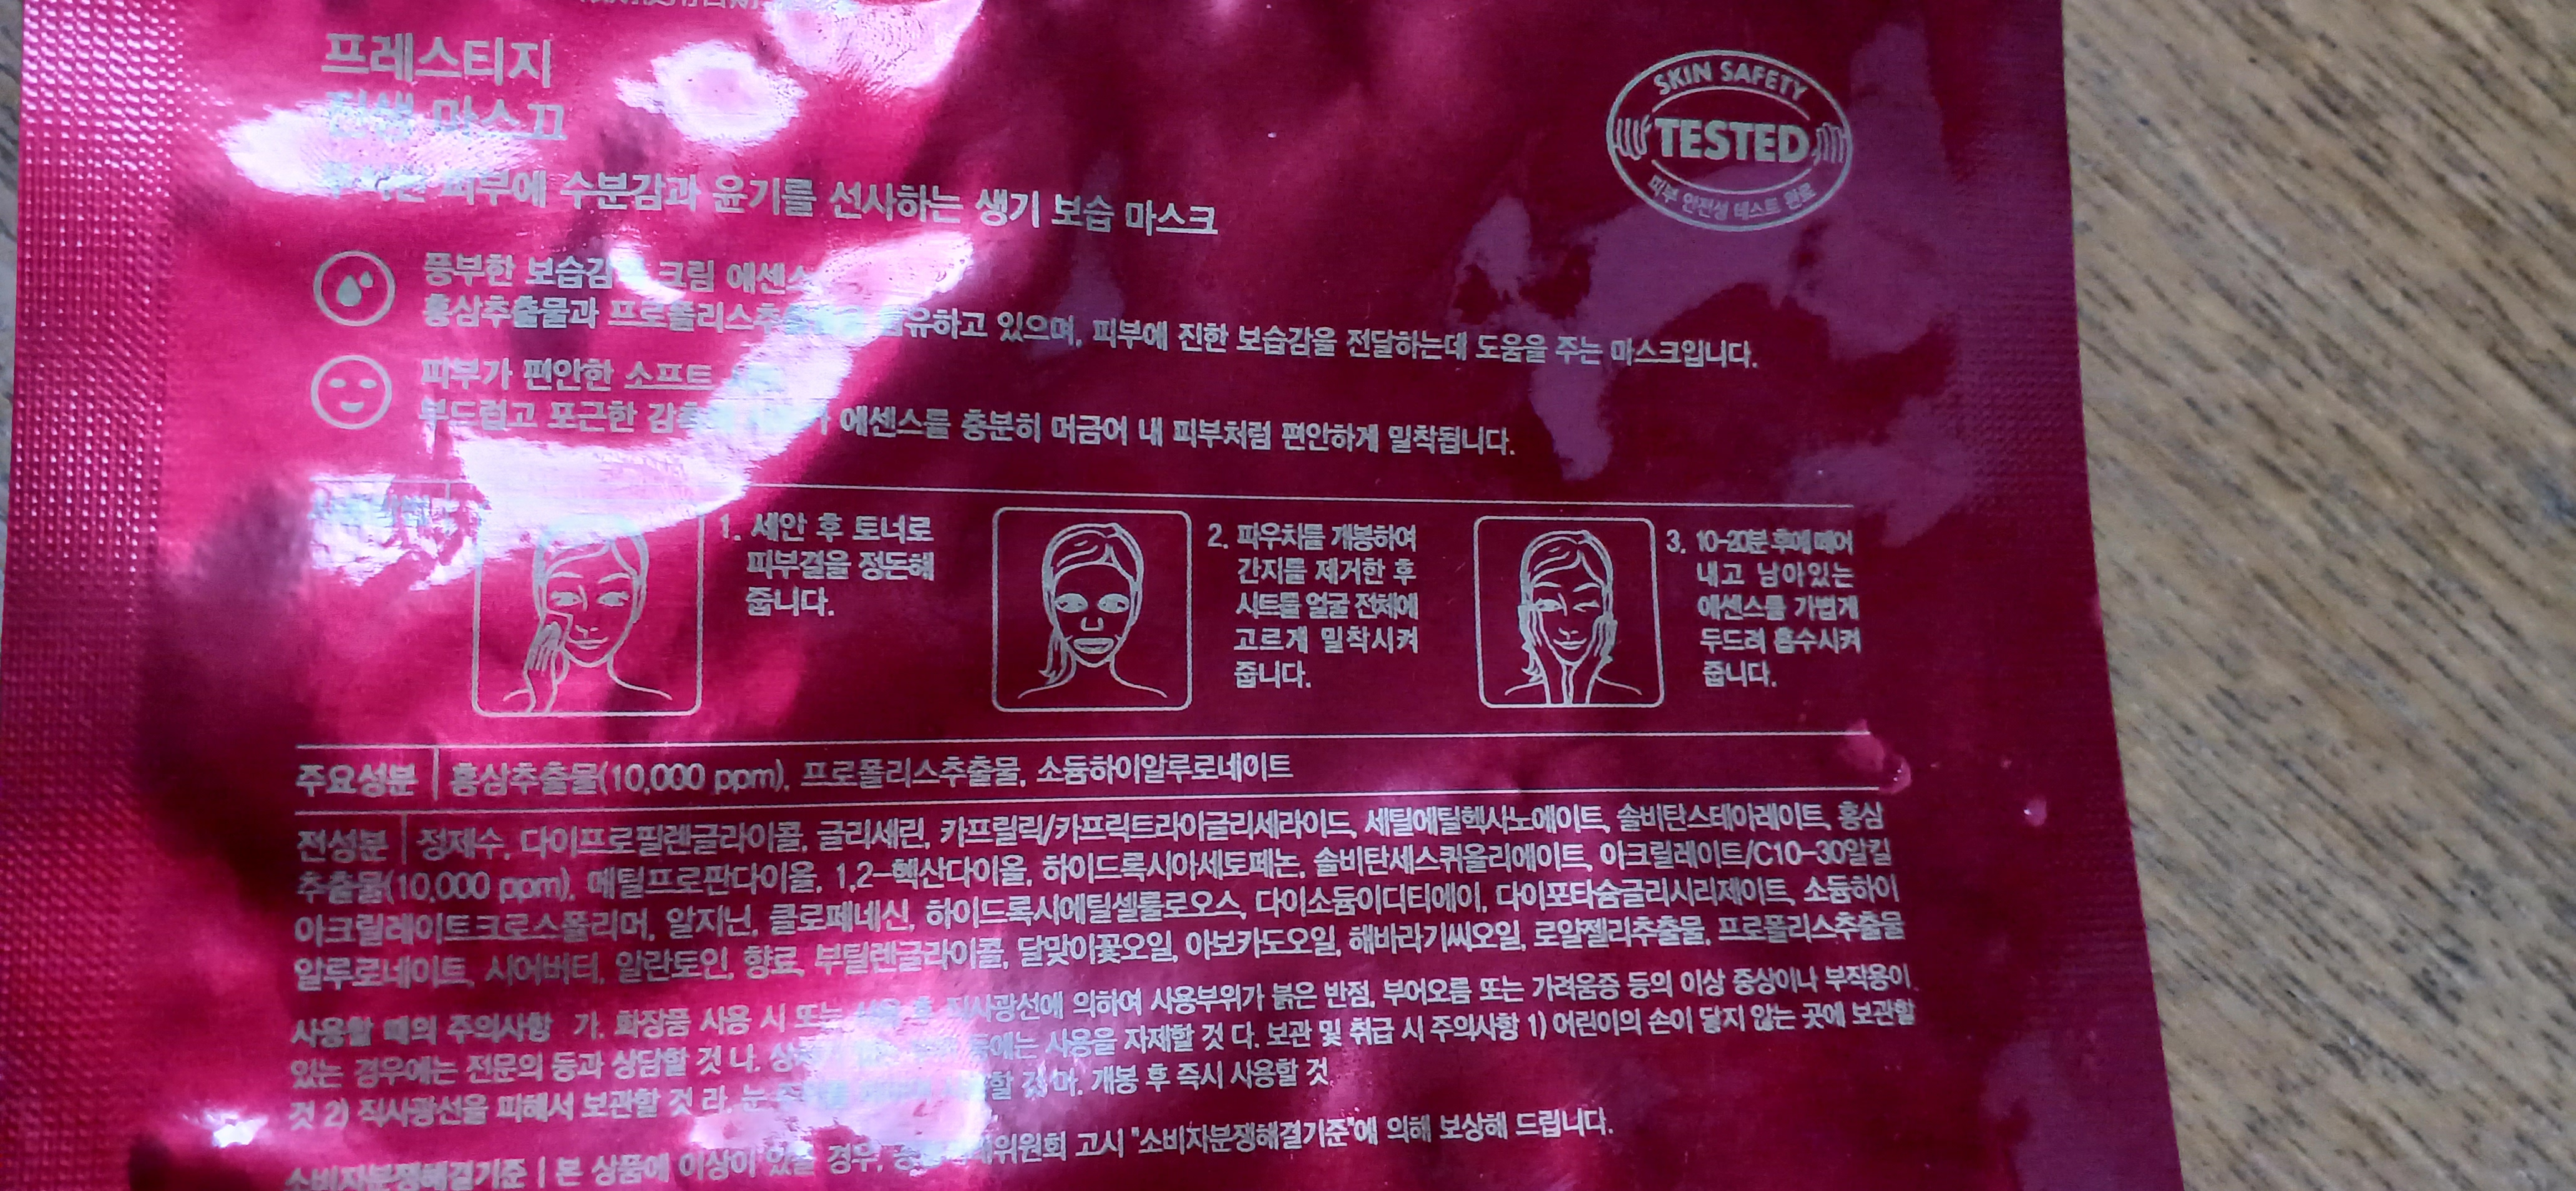 프레스티지
진생 마스크
피부에 수분감과 윤기를 선사하는 생기 보습 마스크
SKIN SAFETY
TESTED
피부 안전성 테스트 완료
풍부한 보습감 크림 에센스
홍삼추출물과 프로폴리스추 유하고 있으며, 피부에 진한 보습감을 전달하는데 도움을 주는 마스크입니다.
피부가 편안한 소프트
부드럽고 포근한 감촉 에센스를 충분히 머금어 내 피부처럼 편안하게 밀착됩니다.
1. 세안 후 토너로
피부결을 정돈해
줍니다.
2. 파우치를 개봉하여
간지를 제거한 후
시트를 얼굴 전체에
고르게 밀착시켜
줍니다.
3. 10-20분 후에 떼어
내고 남아있는
에센스를 가볍게
두드려 흡수시켜
줍니다.
주요성분 | 홍삼추출물(10,000 ppm), 프로폴리스추출물, 소듐하이알루로네이트
전성분 | 정제수, 다이프로필렌글라이콜, 글리세린, 카프릴릭/카프릭트라이글리세라이드, 세틸에틸헥사노에이트, 솔비탄스테아레이트, 홍삼
추출물(10,000 ppm), 메틸프로판다이올, 1,2-헥산다이올, 하이드록시아세토페논, 솔비탄세스퀴올리에이트, 아크릴레이트/C10-30알킬
아크릴레이트크로스폴리머, 알지닌, 클로페네신, 하이드록시에틸셀룰로오스, 다이소듐이디티에이, 다이포타슘글리시리제이트, 소듐하이
알루로네이트, 시어버터, 알란토인, 향료, 부틸렌글라이콜, 달맞이꽃오일, 아보카도오일, 해바라기씨오일, 로얄젤리추출물, 프로폴리스추출물
사용할 때의 주의사항 가. 화장품 사용 시 또는 사용 후 직사광선에 의하여 사용부위가 붉은 반점, 부어오름 또는 가려움증 등의 이상 증상이나 부작용이
있는 경우에는 전문의 등과 상담할 것 나. 등에는 사용을 자제할 것 다. 보관 및 취급 시 주의사항 1) 어린이의 손이 닿지 않는 곳에 보관할
것 2) 직사광선을 피해서 보관할 것 라. 눈 할 것 마. 개봉 후 즉시 사용할 것
소비자분쟁해결기준 | 본 상품에 이상이 있을 경우, 위원회 고시 "소비자분쟁해결기준"에 의해 보상해 드립니다.